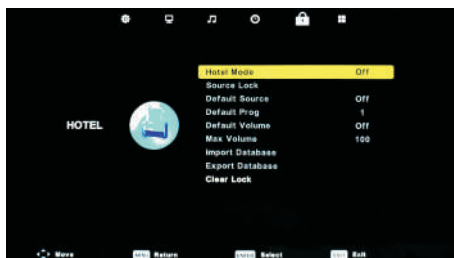 Hotel Mode Off
Source Lock
Default Source Off
Default Prog 1
HOTEL
Default Volume Off
Max Volume 100
Import Database
Export Database
Clear Lock
Move
MENU Return
ENTER Select
EXIT Exit